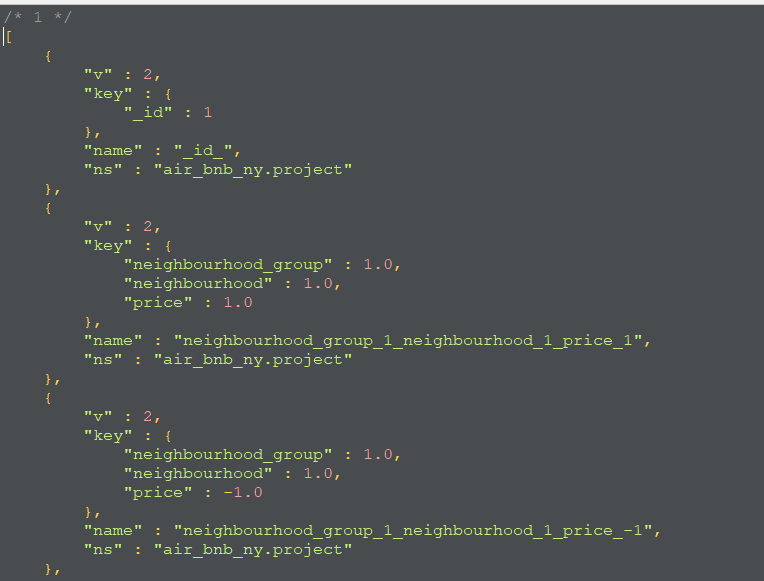 /* 1 */
[
    {
        "v" : 2,
        "key" : {
            "_id" : 1
        },
        "name" : "_id_",
        "ns" : "air_bnb_ny.project"
    },
    {
        "v" : 2,
        "key" : {
            "neighbourhood_group" : 1.0,
            "neighbourhood" : 1.0,
            "price" : 1.0
        },
        "name" : "neighbourhood_group_1_neighbourhood_1_price_1",
        "ns" : "air_bnb_ny.project"
    },
    {
        "v" : 2,
        "key" : {
            "neighbourhood_group" : 1.0,
            "neighbourhood" : 1.0,
            "price" : -1.0
        },
        "name" : "neighbourhood_group_1_neighbourhood_1_price_-1",
        "ns" : "air_bnb_ny.project"
    },